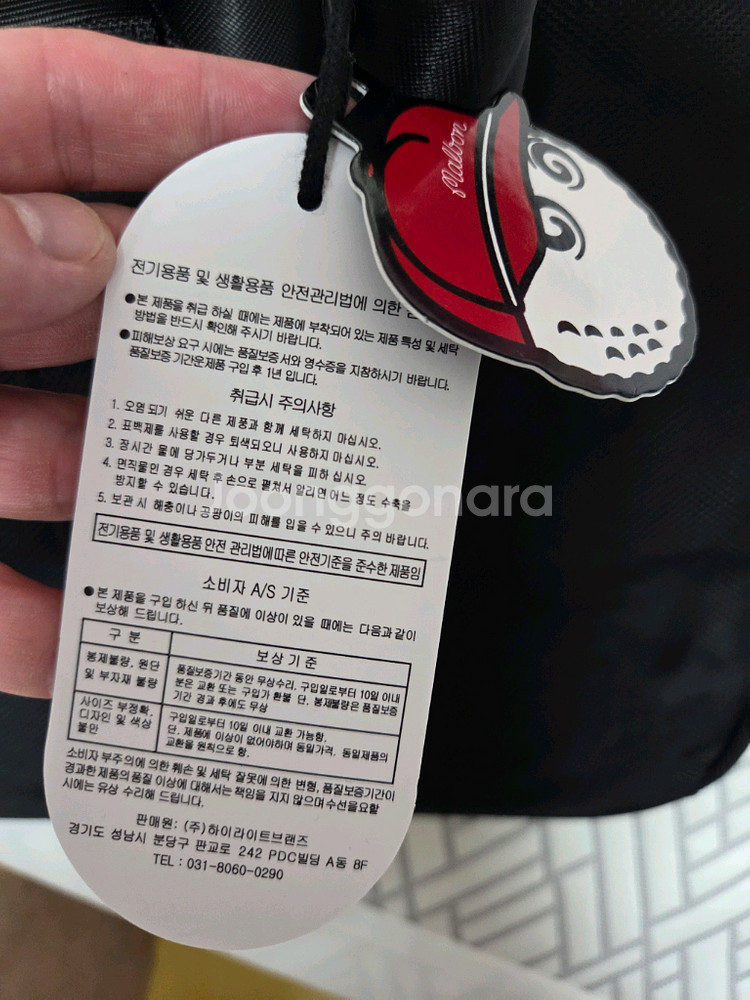 Malbon
전기용품 및 생활용품 안전관리법에 의한
●본 제품을 취급 하실 때에는 제품에 부착되어 있는 제품 특성 및 세탁
방법을 반드시 확인해 주시기 바랍니다.
●피해보상 요구 시에는 품질보증서와 영수증을 지참하시기 바랍니다.
품질보증 기간운제품 구입 후 1년 입니다.
취급시 주의사항
1. 오염 되기 쉬운 다른 제품과 함께 세탁하지 마십시오.
2. 표백제를 사용할 경우 퇴색되오니 사용하지 마십시오.
3. 장시간 물에 당가두거나 부분 세탁을 피하 십시오.
4. 면직물인 경우 세탁 후 손으로 펼쳐서 말리면 어느 정도 수축을
방지할 수 있습니다.
5. 보관 시 해충이나 곰팡이의 피해를 입을 수 있으니 주의 바랍니다.
전기용품 및 생활용품 안전 관리법에따른 안전기준을 준수한 제품임
소비자 A/S 기준
●본 제품을 구입 하신 뒤 품질에 이상이 있을 때에는 다음과 같이
보상해 드립니다.
구 분 보 상 기 준
봉제불량, 원단 및 부자재 불량
품질보증기간 동안 무상수리, 구입일로부터 10일 이내
분은 교환 또는 구입가 환불 단, 봉제불량은 품질보증
기간 경과 후에도 무상
사이즈 부정확, 디자인 및 색상 불만
구입일로부터 10일 이내 교환 가능함.
단, 제품에 이상이 없어야하며 동일가격, 동일제품의
교환을 원칙으로 함.
소비자 부주의에 의한 훼손 및 세탁 잘못에 의한 변형, 품질보증기간이
경과한 제품의 품질 이상에 대해서는 책임을 지지 않으며 수선을요할
시에는 유상 수리해 드립니다.
판매원: (주)하이라이트브랜즈
경기도 성남시 분당구 판교로 242 PDC빌딩 A동 8F
TEL : 031-8060-0290
joonggonara